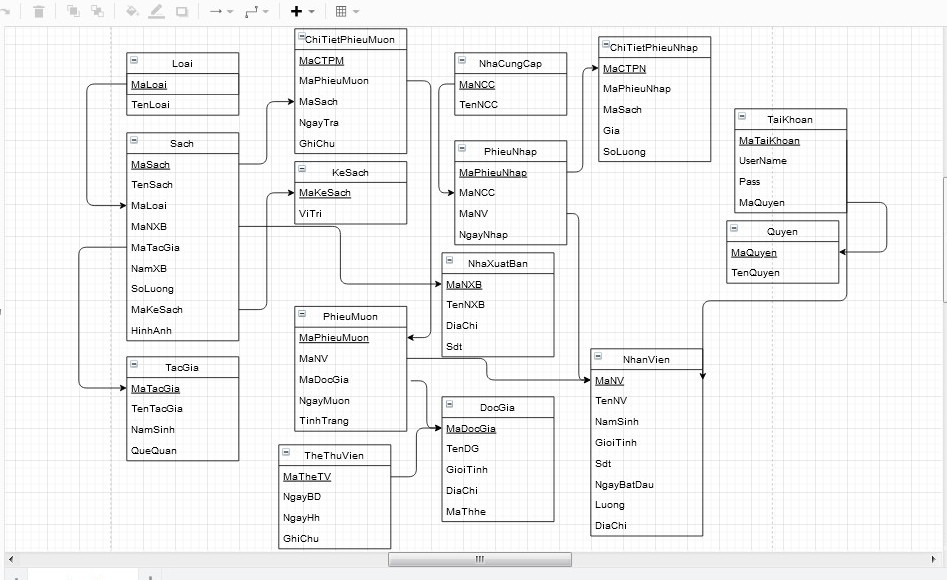 Loai
MaLoai
TenLoai
Sach
MaSach
TenSach
MaLoai
MaNXB
MaTacGia
NamXB
SoLuong
MaKeSach
HinhAnh
TacGia
MaTacGia
TenTacGia
NamSinh
QueQuan
ChiTietPhieuMuon
MaCTPM
MaPhieuMuon
MaSach
NgayTra
GhiChu
KeSach
MaKeSach
ViTri
PhieuMuon
MaPhieuMuon
MaNV
MaDocGia
NgayMuon
TinhTrang
TheThuVien
MaTheTV
NgayBD
NgayHh
GhiChu
NhaCungCap
MaNCC
TenNCC
PhieuNhap
MaPhieuNhap
MaNCC
MaNV
NgayNhap
NhaXuatBan
MaNXB
TenNXB
DiaChi
Sdt
DocGia
MaDocGia
TenDG
GioiTinh
DiaChi
MaThhe
ChiTietPhieuNhap
MaCTPN
MaPhieuNhap
MaSach
Gia
SoLuong
NhanVien
MaNV
TenNV
NamSinh
GioiTinh
Sdt
NgayBatDau
Luong
DiaChi
TaiKhoan
MaTaiKhoan
UserName
Pass
MaQuyen
Quyen
MaQuyen
TenQuyen